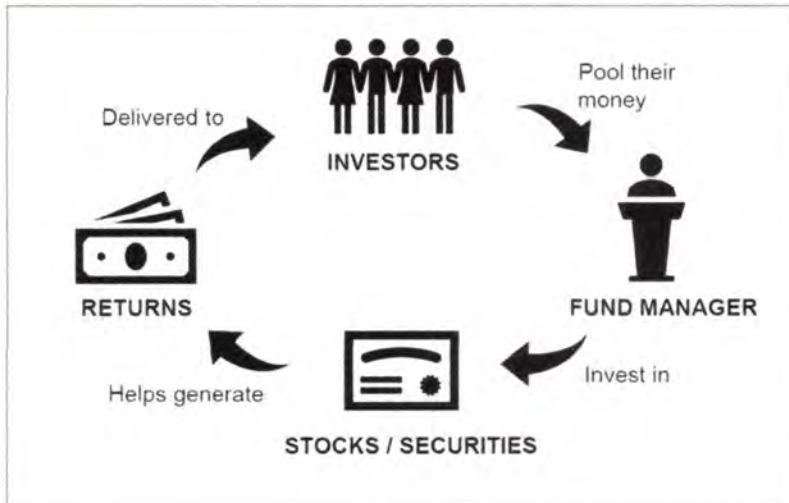 Pool their
money
Delivered to
INVESTORS
RETURNS
FUND MANAGER
Invest in
Helps generate
STOCKS / SECURITIES